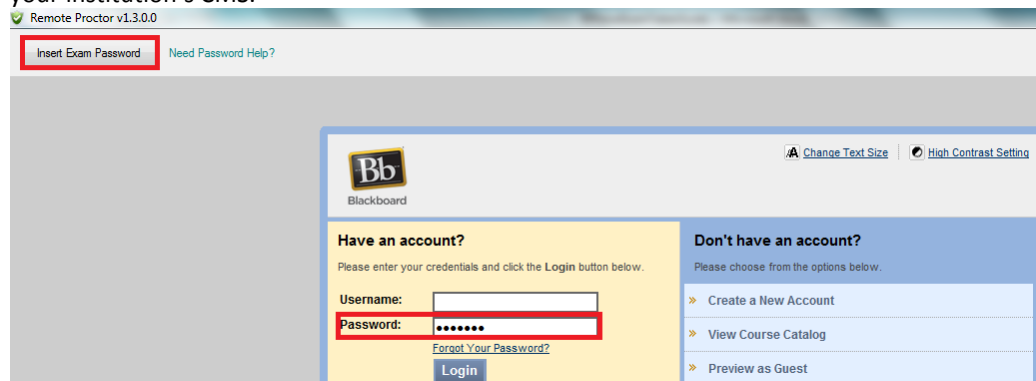 your institution's CMS.
Remote Proctor v1.3.0.0
Insert Exam Password Need Password Help?
Bb
Blackboard
Change Text Size High Contrast Setting
Have an account?
Please enter your credentials and click the Login button below.
Username:
Password: •••••••
Forgot Your Password?
Login
Don't have an account?
Please choose from the options below.
» Create a New Account
» View Course Catalog
» Preview as Guest